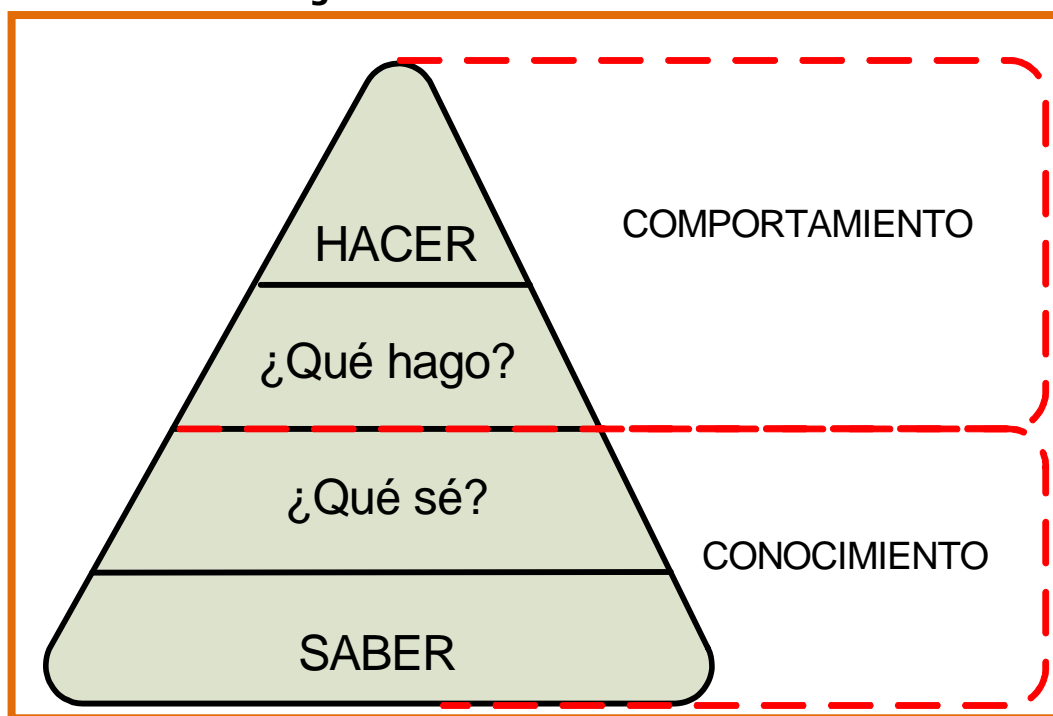 HACER
COMPORTAMIENTO
¿Qué hago?
¿Qué sé?
CONOCIMIENTO
SABER